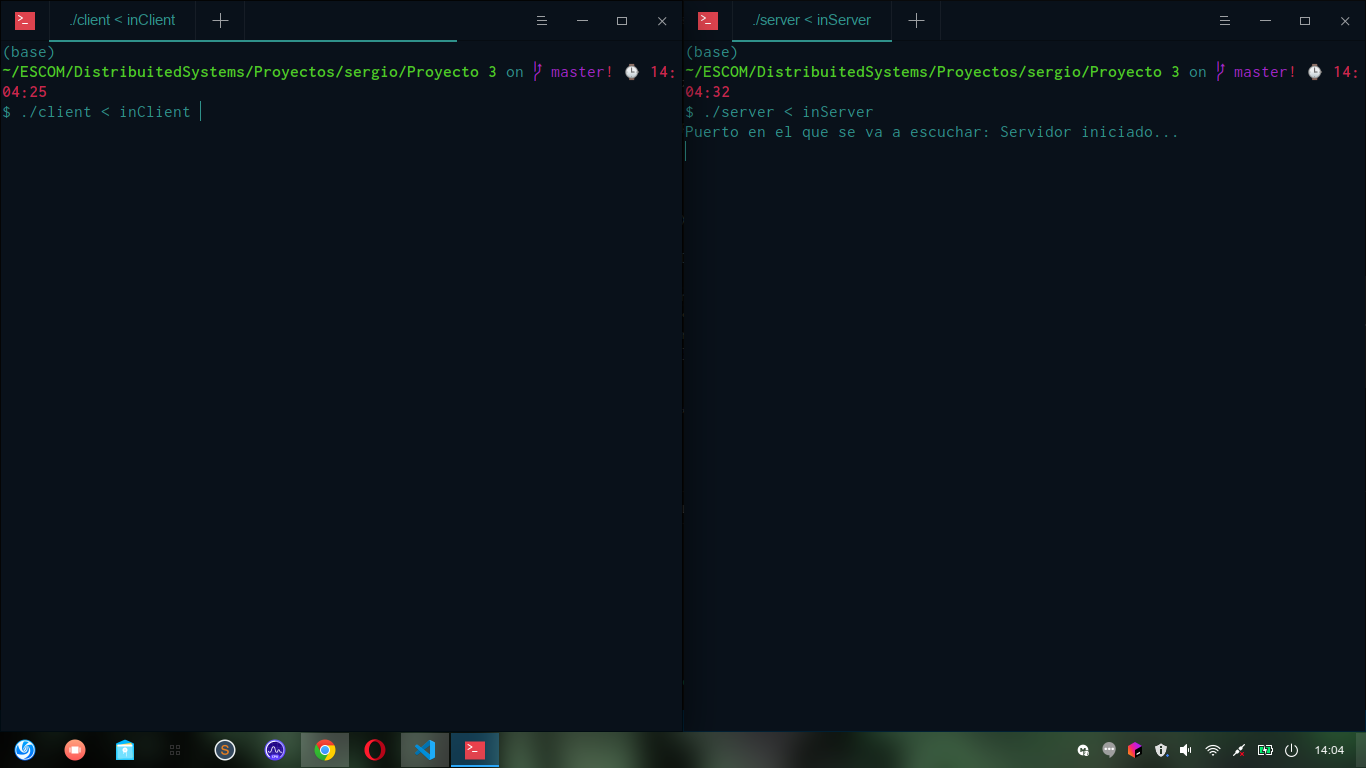 ./client < inClient
(base)
~/ESCOM/DistribuitedSystems/Proyectos/sergio/Proyecto 3 on master! 14:
04:25
$ ./client < inClient
./server < inServer
(base)
~/ESCOM/DistribuitedSystems/Proyectos/sergio/Proyecto 3 on master! 14:
04:32
$ ./server < inServer
Puerto en el que se va a escuchar: Servidor iniciado...
14:04